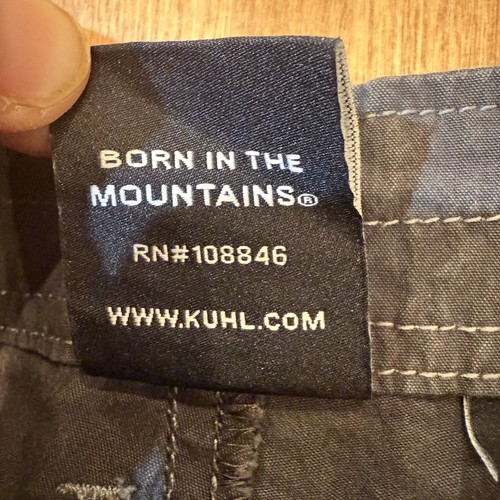 BORN IN THE
MOUNTAINS®
RN#108846
WWW.KUHL.COM